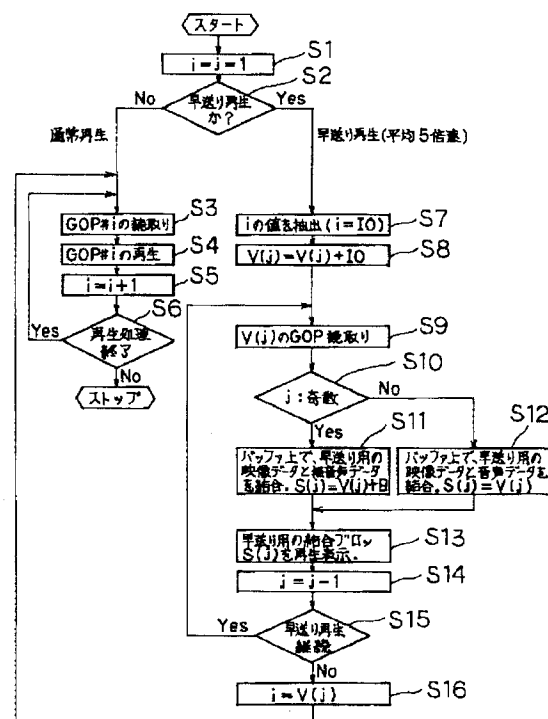 スタート
S1
i=j=1
S2
早送り再生
か?
No
Yes
通常再生
早送り再生(平均5倍速)
S3
GOP#iの読取り
S4
GOP#iの再生
S5
i=i+1
S6
再生処理
終了
Yes
No
ストップ
S7
iの値を抽出(i=I0)
S8
V(j)=V(j)+I0
S9
V(j)のGOP読取り
S10
j:奇数
No
Yes
S11
バッファ上で、早送り用の
映像データと 音声データ
を結合.S(j)=V(j)+B
S12
バッファ上で、早送り用の
映像データと音声データを
結合。S(j)=V(j)
S13
早送り用の結合ブロッ
S(j)を再生表示.
S14
j=j-1
S15
早送り再生
継続
Yes
No
S16
i=V(j)